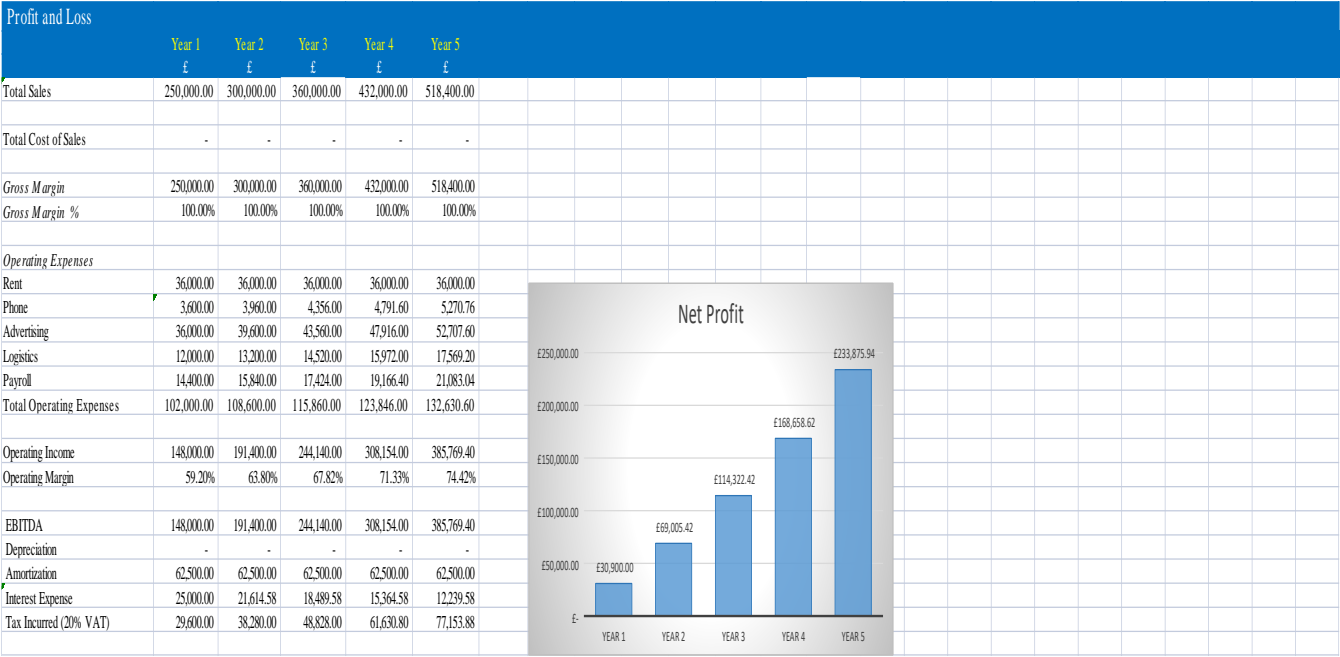 Profit and Loss
Year 1 Year 2 Year 3 Year 4 Year 5
£ £ £ £ £
Total Sales 250,000.00 300,000.00 360,000.00 432,000.00 518,400.00
Total Cost of Sales - - - - -
Gross Margin 250,000.00 300,000.00 360,000.00 432,000.00 518,400.00
Gross Margin % 100.00% 100.00% 100.00% 100.00% 100.00%
Operating Expenses
Rent 36,000.00 36,000.00 36,000.00 36,000.00 36,000.00
Phone 3,600.00 3,960.00 4,356.00 4,791.60 5,270.76
Advertising 36,000.00 39,600.00 43,560.00 47,916.00 52,707.60
Logistics 12,000.00 13,200.00 14,520.00 15,972.00 17,569.20
Payroll 14,400.00 15,840.00 17,424.00 19,166.40 21,083.04
Total Operating Expenses 102,000.00 108,600.00 115,860.00 123,846.00 132,630.60
Operating Income 148,000.00 191,400.00 244,140.00 308,154.00 385,769.40
Operating Margin 59.20% 63.80% 67.82% 71.33% 74.42%
EBITDA 148,000.00 191,400.00 244,140.00 308,154.00 385,769.40
Depreciation - - - - -
Amortization 62,500.00 62,500.00 62,500.00 62,500.00 62,500.00
Interest Expense 25,000.00 21,614.58 18,489.58 15,364.58 12,239.58
Tax Incurred (20% VAT) 29,600.00 38,280.00 48,828.00 61,630.80 77,153.88
Net Profit
£250,000.00
£200,000.00
£150,000.00
£100,000.00
£50,000.00
£-
£30,900.00
£69,005.42
£114,322.42
£168,658.62
£233,875.94
YEAR 1 YEAR 2 YEAR 3 YEAR 4 YEAR 5